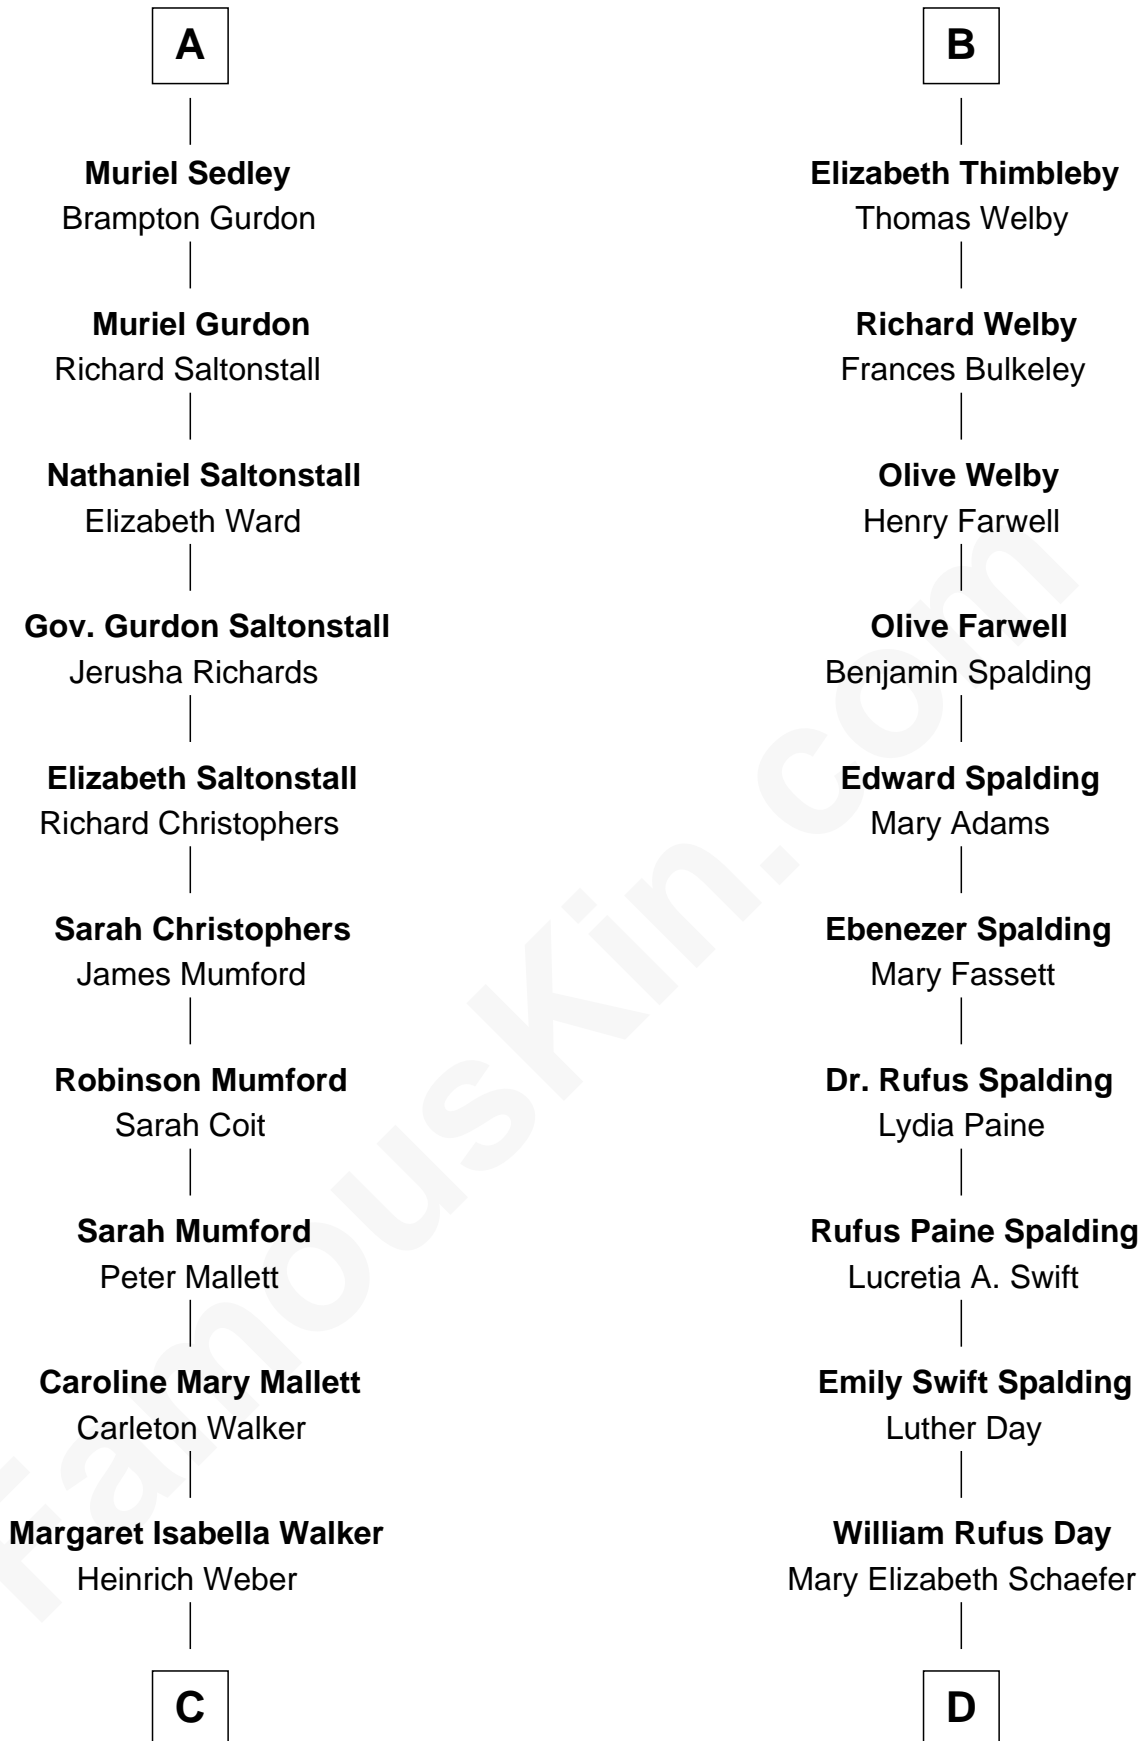 A
Muriel Sedley
Brampton Gurdon
Muriel Gurdon
Richard Saltonstall
Nathaniel Saltonstall
Elizabeth Ward
Gov. Gurdon Saltonstall
Jerusha Richards
Elizabeth Saltonstall
Richard Christophers
Sarah Christophers
James Mumford
Robinson Mumford
Sarah Coit
Sarah Mumford
Peter Mallett
Caroline Mary Mallett
Carleton Walker
Margaret Isabella Walker
Heinrich Weber
C
B
Elizabeth Thimbleby
Thomas Welby
Richard Welby
Frances Bulkeley
Olive Welby
Henry Farwell
Olive Farwell
Benjamin Spalding
Edward Spalding
Mary Adams
Ebenezer Spalding
Mary Fassett
Dr. Rufus Spalding
Lydia Paine
Rufus Paine Spalding
Lucretia A. Swift
Emily Swift Spalding
Luther Day
William Rufus Day
Mary Elizabeth Schaefer
D
FamousKin.com